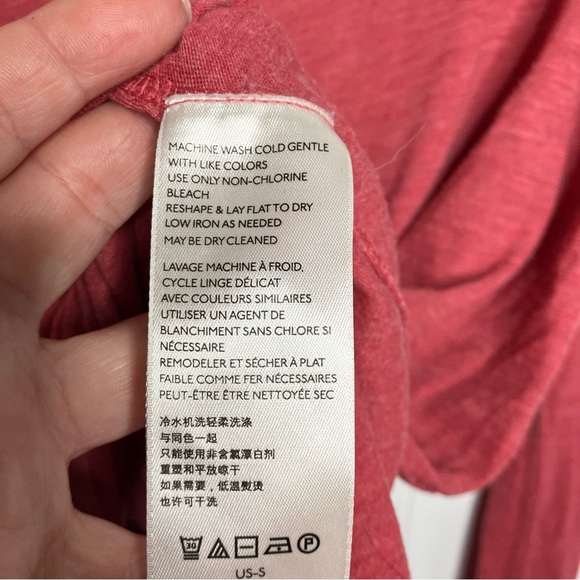 MACHINE WASH COLD GENTLE
WITH LIKE COLORS
USE ONLY NON-CHLORINE
BLEACH
RESHAPE & LAY FLAT TO DRY
LOW IRON AS NEEDED
MAY BE DRY CLEANED
LAVAGE MACHINE À FROID,
CYCLE LINGE DÉLICAT
AVEC COULEURS SIMILAIRES
UTILISER UN AGENT DE
BLANCHIMENT SANS CHLORE SI
NÉCESSAIRE
REMODELER ET SÉCHER À PLAT
FAIBLE COMME FER NÉCESSAIRES
PEUT-ÊTRE ÊTRE NETTOYÉE SEC
冷水机洗轻柔洗涤
与同色一起
只能使用非含氯漂白剂
重塑和平放晾干
如果需要，低温熨烫
也许可干洗
30 P
US-S